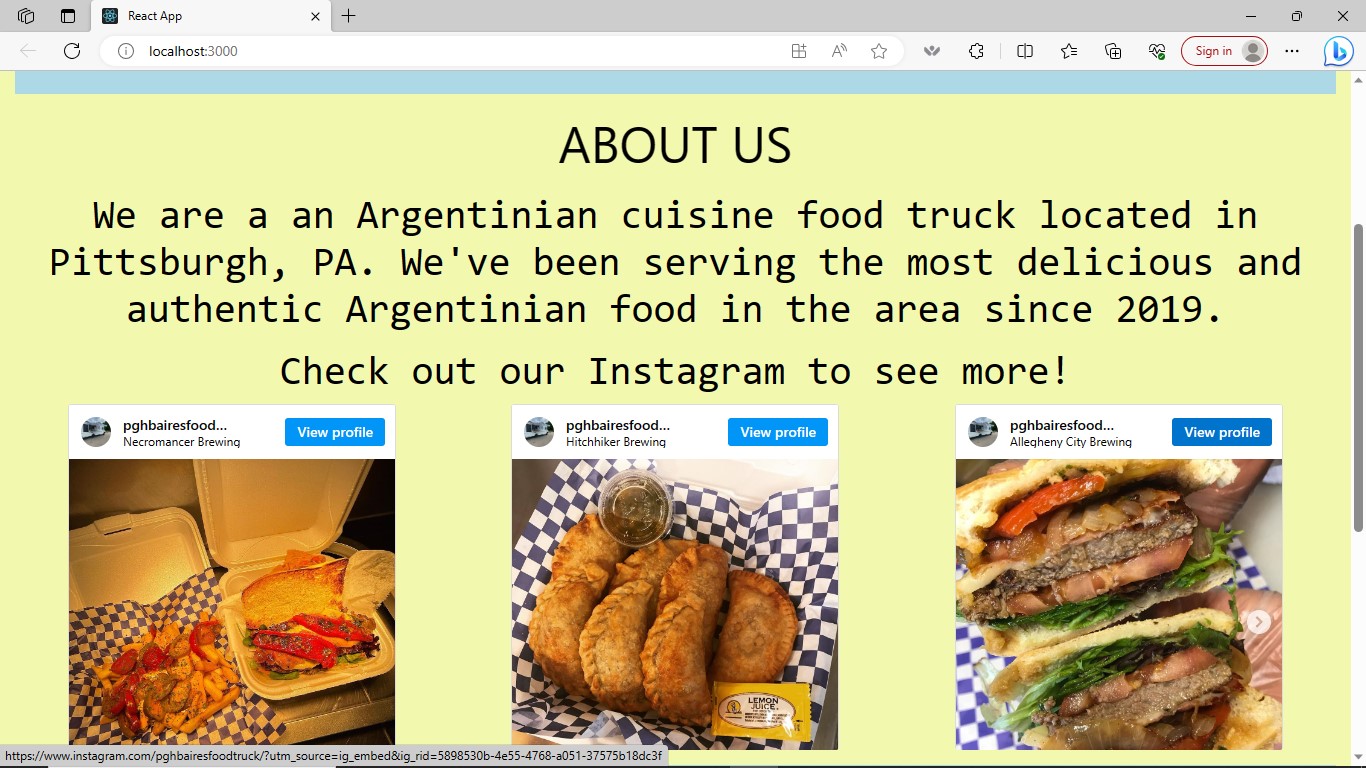 React App
localhost:3000
Sign in
ABOUT US
We are a an Argentinian cuisine food truck located in
Pittsburgh, PA. We've been serving the most delicious and
authentic Argentinian food in the area since 2019.
Check out our Instagram to see more!
pghbairesfood...
Necromancer Brewing
View profile
pghbairesfood...
Hitchhiker Brewing
View profile
pghbairesfood...
Allegheny City Brewing
View profile
LEMON
JUICE
https://www.instagram.com/pghbairesfoodtruck/?utm_source=ig_embed&ig_rid=5898530b-4e55-4768-a051-37575b18dc3f